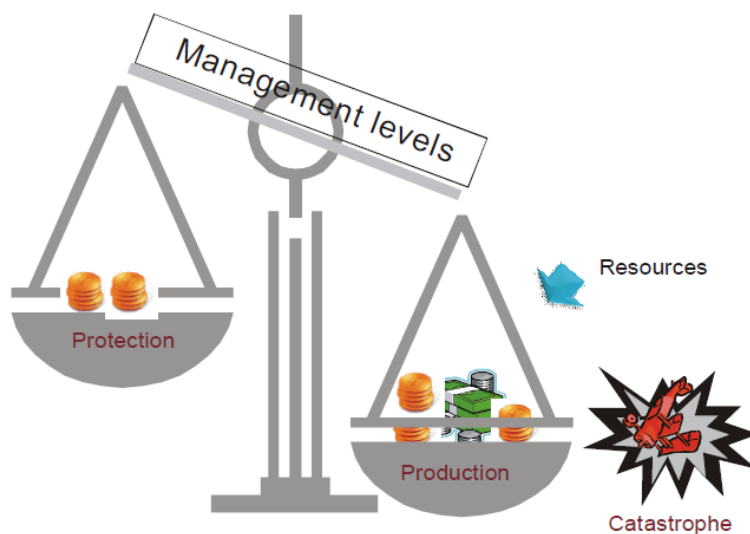 Management levels
Resources
Protection
Production
Catastrophe